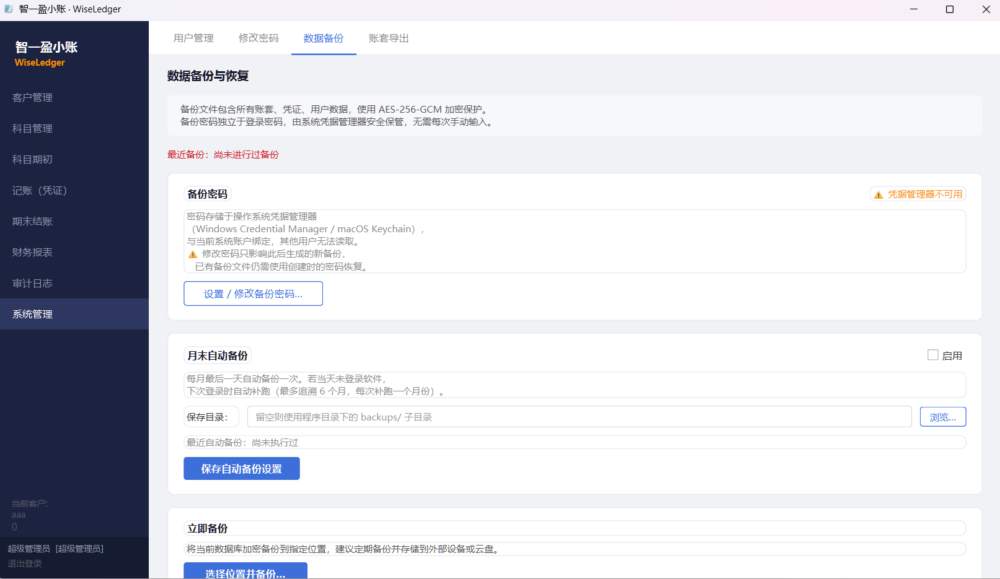 智一盈小账 · WiseLedger
智一盈小账
WiseLedger
客户管理
科目管理
科目期初
记账（凭证）
期末结账
财务报表
审计日志
系统管理
当前客户:
aaa
()
超级管理员 [超级管理员]
退出登录
用户管理 修改密码 数据备份 账套导出
数据备份与恢复
备份文件包含所有账套、凭证、用户数据，使用 AES-256-GCM 加密保护。
备份密码独立于登录密码，由系统凭据管理器安全保管，无需每次手动输入。
最近备份：尚未进行过备份
备份密码
⚠ 凭据管理器不可用
密码存储于操作系统凭据管理器
（Windows Credential Manager / macOS Keychain），
与当前系统账户绑定，其他用户无法读取。
⚠ 修改密码只影响此后生成的新备份，
已有备份文件仍需使用创建时的密码恢复。
设置 / 修改备份密码...
月末自动备份
启用
每月最后一天自动备份一次。若当天未登录软件，
下次登录时自动补跑（最多追溯 6 个月，每次补跑一个月份）。
保存目录： 留空则使用程序目录下的 backups/ 子目录 浏览...
最近自动备份：尚未执行过
保存自动备份设置
立即备份
将当前数据库加密备份到指定位置，建议定期备份并存储到外部设备或云盘。
选择位置并备份...